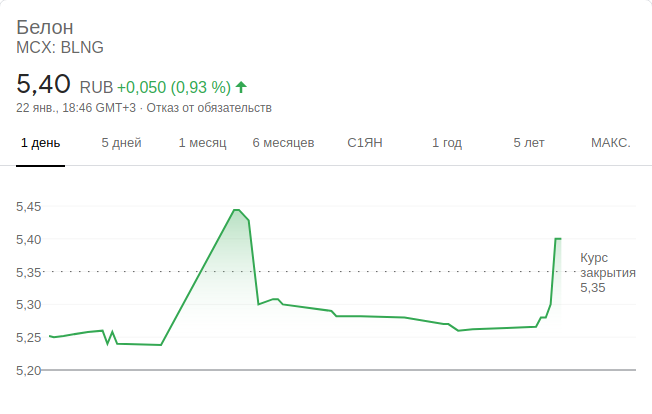 Белон
MCX: BLNG
5,40 RUB +0,050 (0,93 %)
22 янв., 18:46 GMT+3 · Отказ от обязательств
1 день 5 дней 1 месяц 6 месяцев С1ЯН 1 год 5 лет МАКС.
5,45
5,40
5,35
5,30
5,25
5,20
Курс
закрытия
5,35